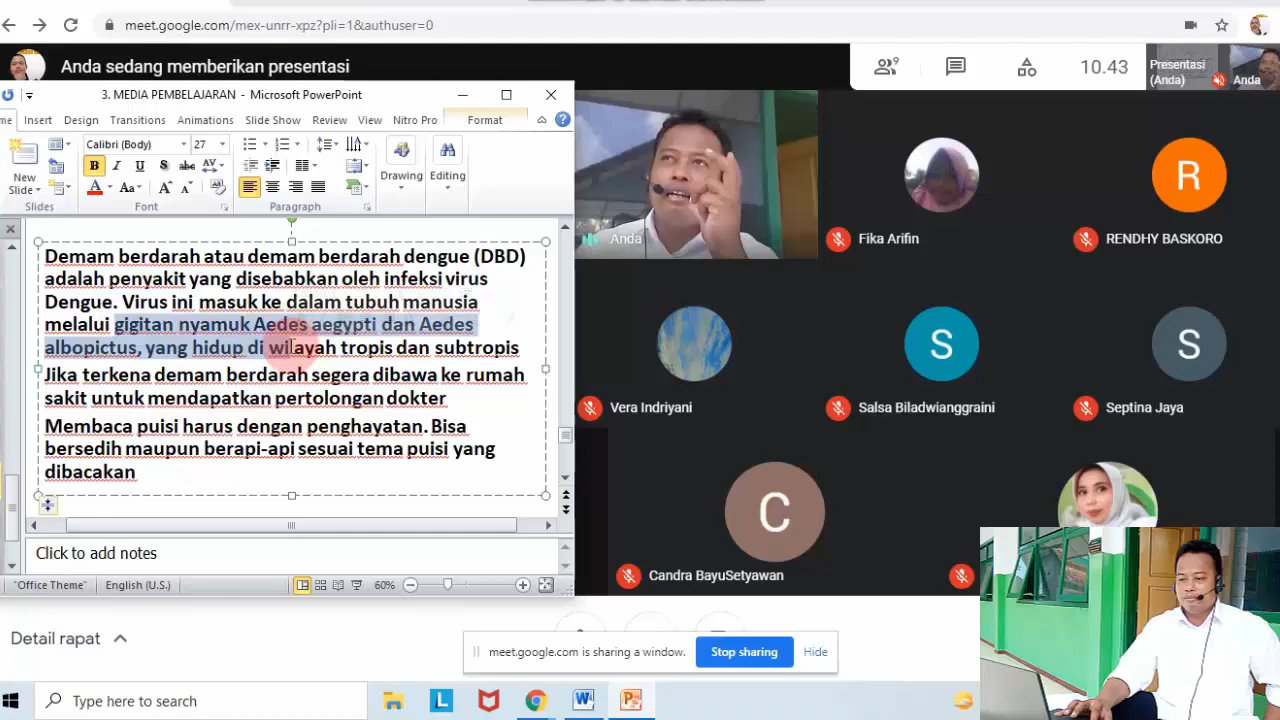 meet.google.com/mex-unrr-xpz?pli=1&authuser=0
Anda sedang memberikan presentasi
9
10.43
Presentasi
(Anda)
Anda
3. MEDIA PEMBELAJARAN - Microsoft PowerPoint
Insert Design Transitions Animations Slide Show Review View Nitro Pro Format
Calibri (Body) 27
New
Slide
B I U S abc AV
A Aa A A
Drawing Editing
Slides Font Paragraph
Demam berdarah atau demam berdarah dengue (DBD)
adalah panyakit yang disebabkan oleh infeksi virus
Dengue. Virus ini masuk ke dalam tubuh manusia
melalui gigitan nyamuk Aedes aegypti dan Aedes
albopictus, yang hidup di wilayah tropis dan subtropis
Jika terkena demam berdarah segera dibawa ke rumah
sakit untuk mendapatkan pertolongan dokter
Membaca puisi harus dengan penghayatan. Bisa
bersedih maupun berapi-api sesuai tema puisi yang
dibacakan
Click to add notes
"Office Theme" English (U.S.) 60%
Anda
Fika Arifin
R
RENDHY BASKORO
Vera Indriyani
S
Salsa Biladwianggraini
S
Septina Jaya
C
Candra BayuSetyawan
Detail rapat
meet.google.com is sharing a window. Stop sharing Hide
Type here to search
L
W
P